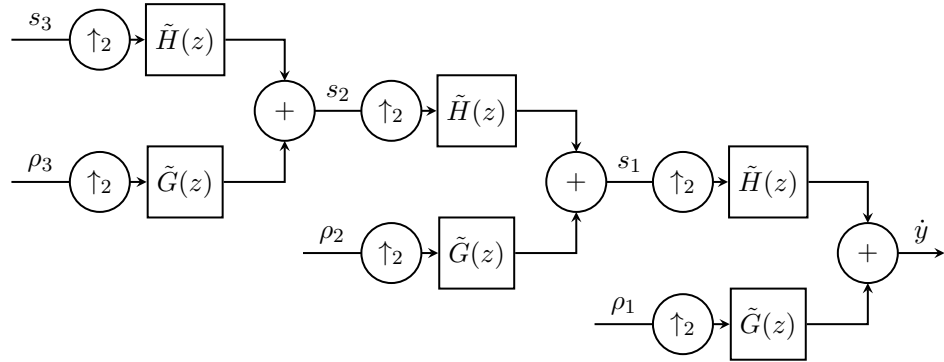 s₃ ↑₂ H̃(z)
+ s₂ ↑₂ H̃(z)
ρ₃ ↑₂ G̃(z)
+ s₁ ↑₂ H̃(z)
ρ₂ ↑₂ G̃(z)
+ ẏ
ρ₁ ↑₂ G̃(z)